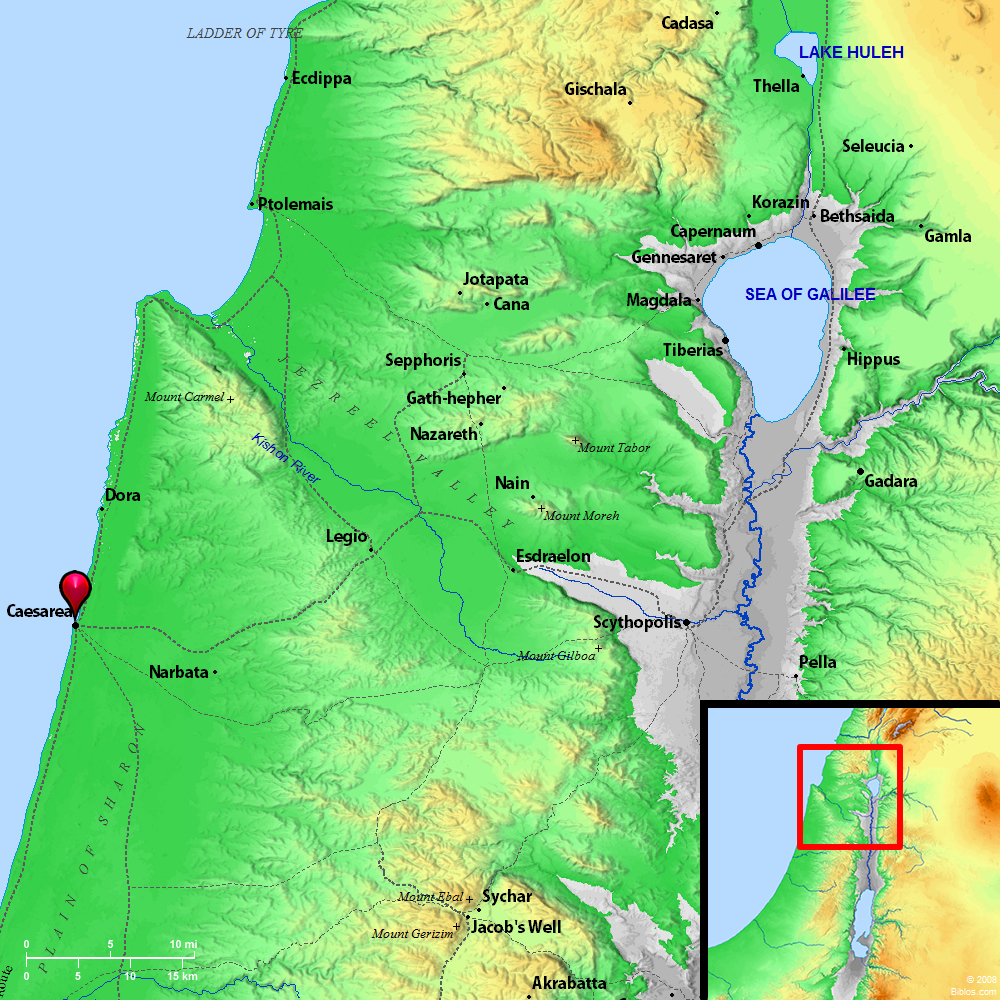 Cadasa
LADDER OF TYRE
LAKE HULEH
Ecdippa
Thella
Gischala
Seleucia
Korazin
Ptolemais
Bethsaida
Capernaum
Gamla
Gennesaret
Jotapata
SEA OF GALILEE
Magdala
Cana
Tiberias
Hippus
Sepphoris
JEZREEL VALLEY
Mount Carmel
Gath-hepher
Nazareth
Mount Tabor
Kishon River
Gadara
Nain
Dora
Mount Moreh
Legio
Esdraelon
Caesarea
Scythopolis
Mount Gilboa
Pella
Narbata
PLAIN OF SHARON
Mount Ebal
Sychar
Jacob's Well
Mount Gerizim
0 5 10 mi
0 5 10 15 km
Route
Akrabatta
© 2008
Biblos.com